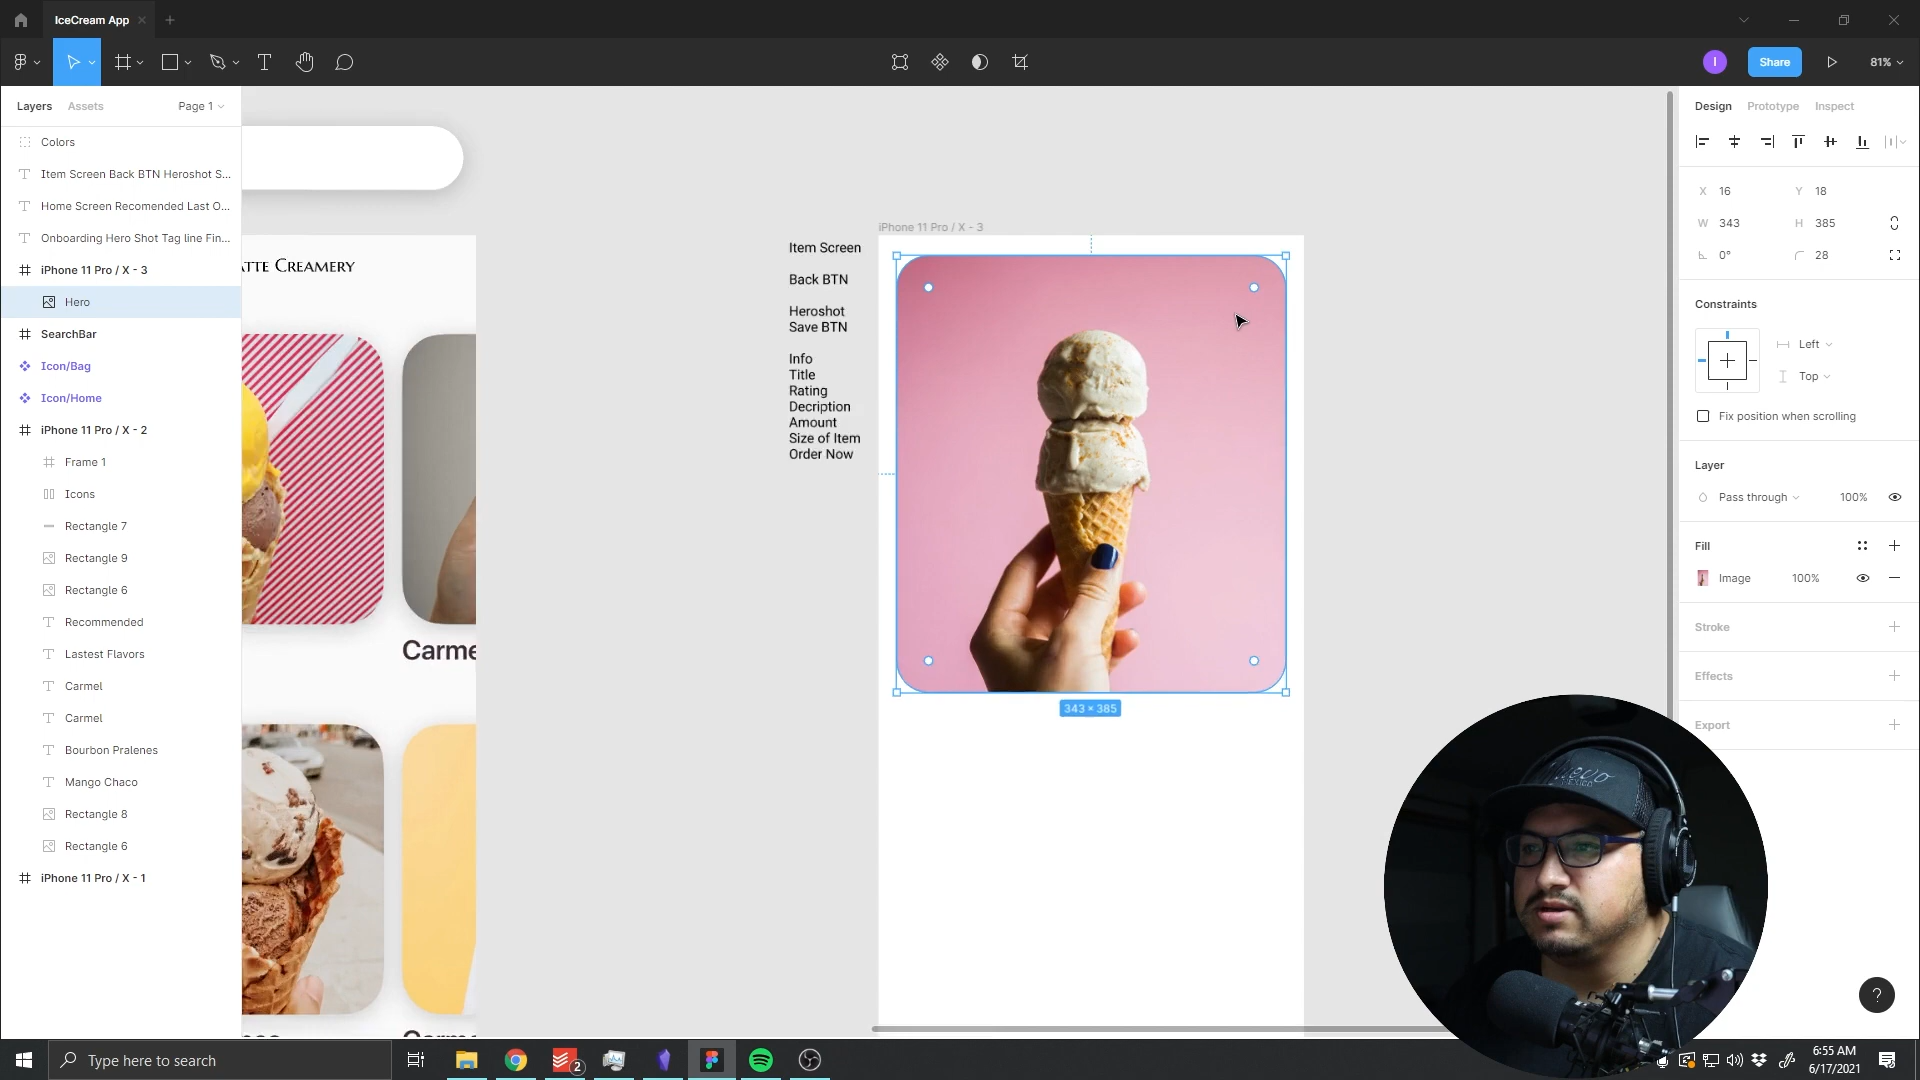 IceCream App
Share
81%
Layers
Assets
Page 1
Colors
Item Screen Back BTN Heroshot S...
Home Screen Recomended Last O...
Onboarding Hero Shot Tag line Fin...
iPhone 11 Pro / X - 3
Hero
SearchBar
Icon/Bag
Icon/Home
iPhone 11 Pro / X - 2
Frame 1
Icons
Rectangle 7
Rectangle 9
Rectangle 6
Recommended
Lastest Flavors
Carmel
Carmel
Bourbon Pralenes
Mango Chaco
Rectangle 8
Rectangle 6
iPhone 11 Pro / X - 1
atte Creamery
Carme
iPhone 11 Pro / X - 3
Item Screen
Back BTN
Heroshot
Save BTN
Info
Title
Rating
Decription
Amount
Size of Item
Order Now
343 × 385
Design
Prototype
Inspect
X 16
Y 18
W 343
H 385
0°
28
Constraints
Left
Top
Fix position when scrolling
Layer
Pass through
100%
Fill
Image
100%
Stroke
Effects
Export
?
Type here to search
2
6:55 AM
6/17/2021